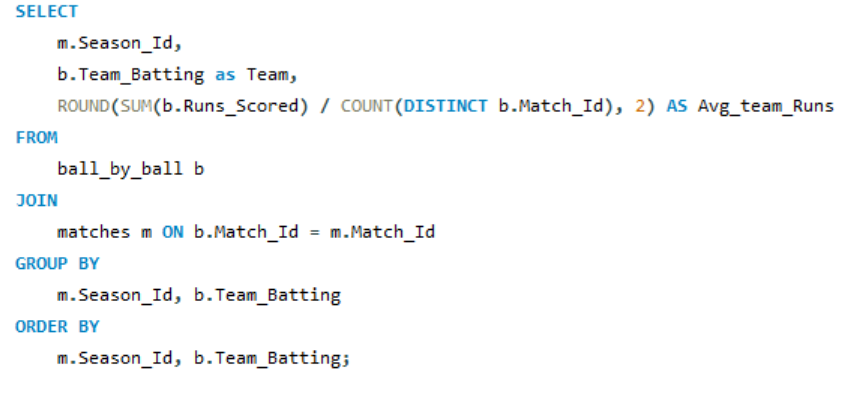 SELECT
m.Season_Id,
b.Team_Batting as Team,
ROUND(SUM(b.Runs_Scored) / COUNT(DISTINCT b.Match_Id), 2) AS Avg_team_Runs
FROM
ball_by_ball b
JOIN
matches m ON b.Match_Id = m.Match_Id
GROUP BY
m.Season_Id, b.Team_Batting
ORDER BY
m.Season_Id, b.Team_Batting;